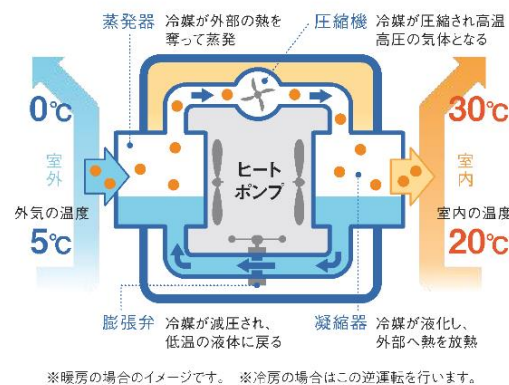 蒸発器
冷媒が外部の熱を
奪って蒸発
圧縮機
冷媒が圧縮され高温
高圧の気体となる
0℃
室外
外気の温度
5℃
ヒート
ポンプ
30℃
室内
室内の温度
20℃
膨張弁
冷媒が減圧され、
低温の液体に戻る
凝縮器
冷媒が液化し、
外部へ熱を放熱
※暖房の場合のイメージです。 ※冷房の場合はこの逆運転を行います。